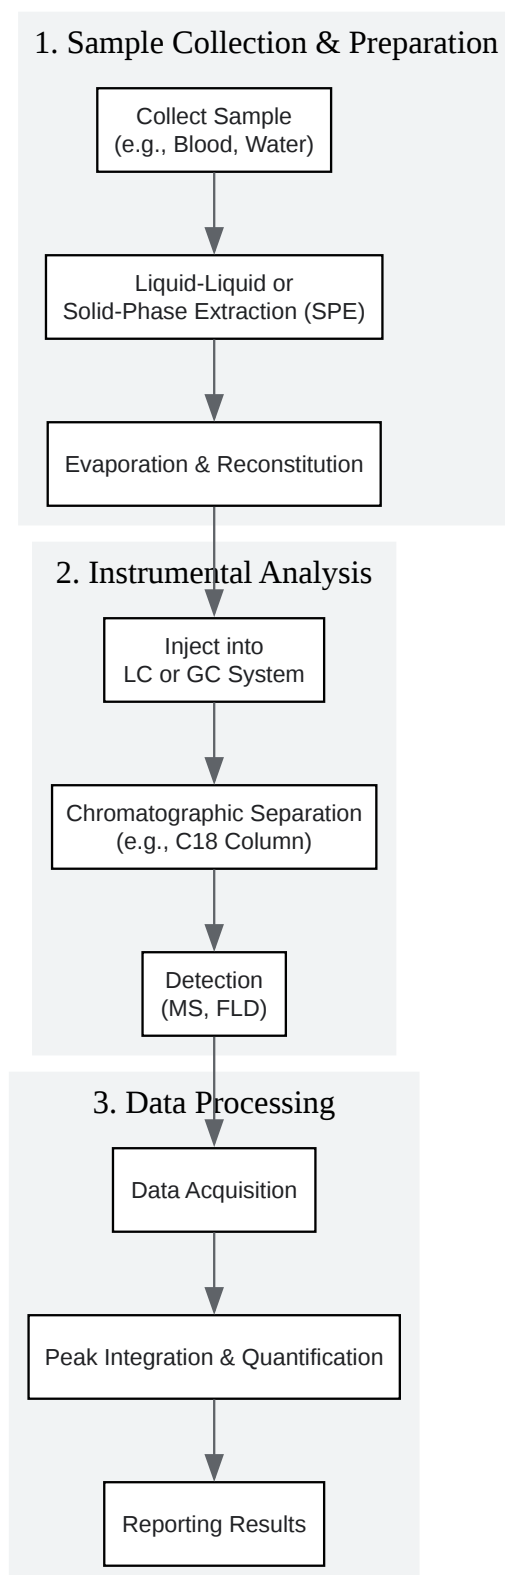 1. Sample Collection & Preparation
Collect Sample
(e.g., Blood, Water)
Liquid-Liquid or
Solid-Phase Extraction (SPE)
Evaporation & Reconstitution
2. Instrumental Analysis
Inject into
LC or GC System
Chromatographic Separation
(e.g., C18 Column)
Detection
(MS, FLD)
3. Data Processing
Data Acquisition
Peak Integration & Quantification
Reporting Results